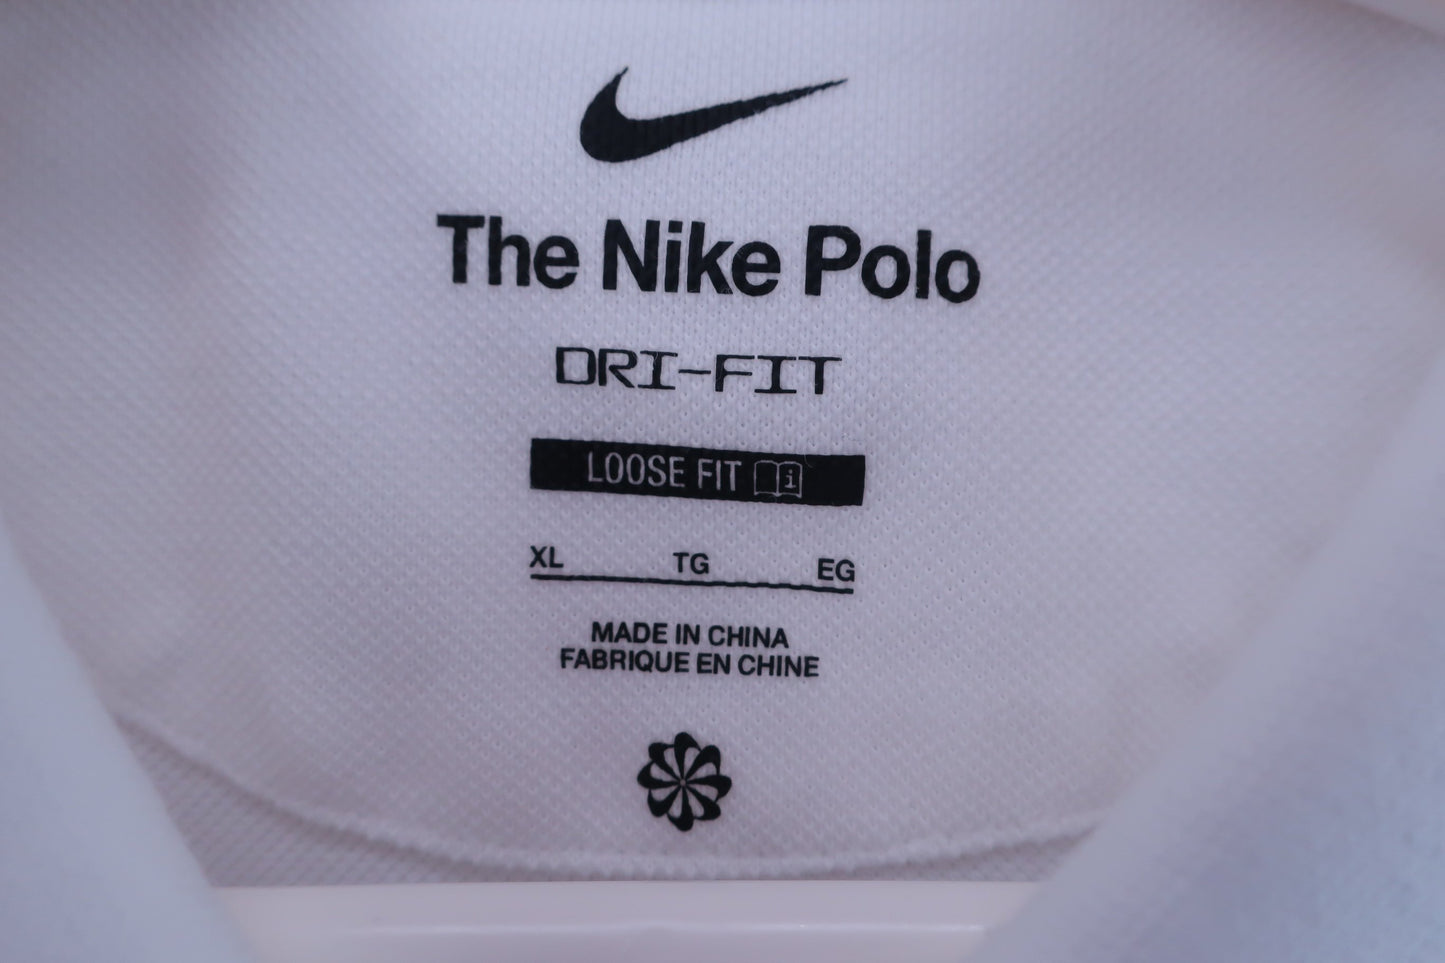 The Nike Polo
DRI-FIT
LOOSE FIT
XL TG EG
MADE IN CHINA
FABRIQUE EN CHINE